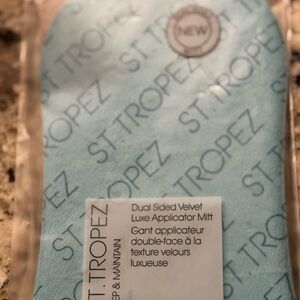 NEW
ST.TROPEZ
ST.TROPEZ
ST.TROPEZ
ST.TROPEZ
ST.TROPEZ
& MAINTAIN
Dual Sided Velvet
Luxe Applicator Mitt
Gant applicateur
double-face à la
texture velours
luxueuse